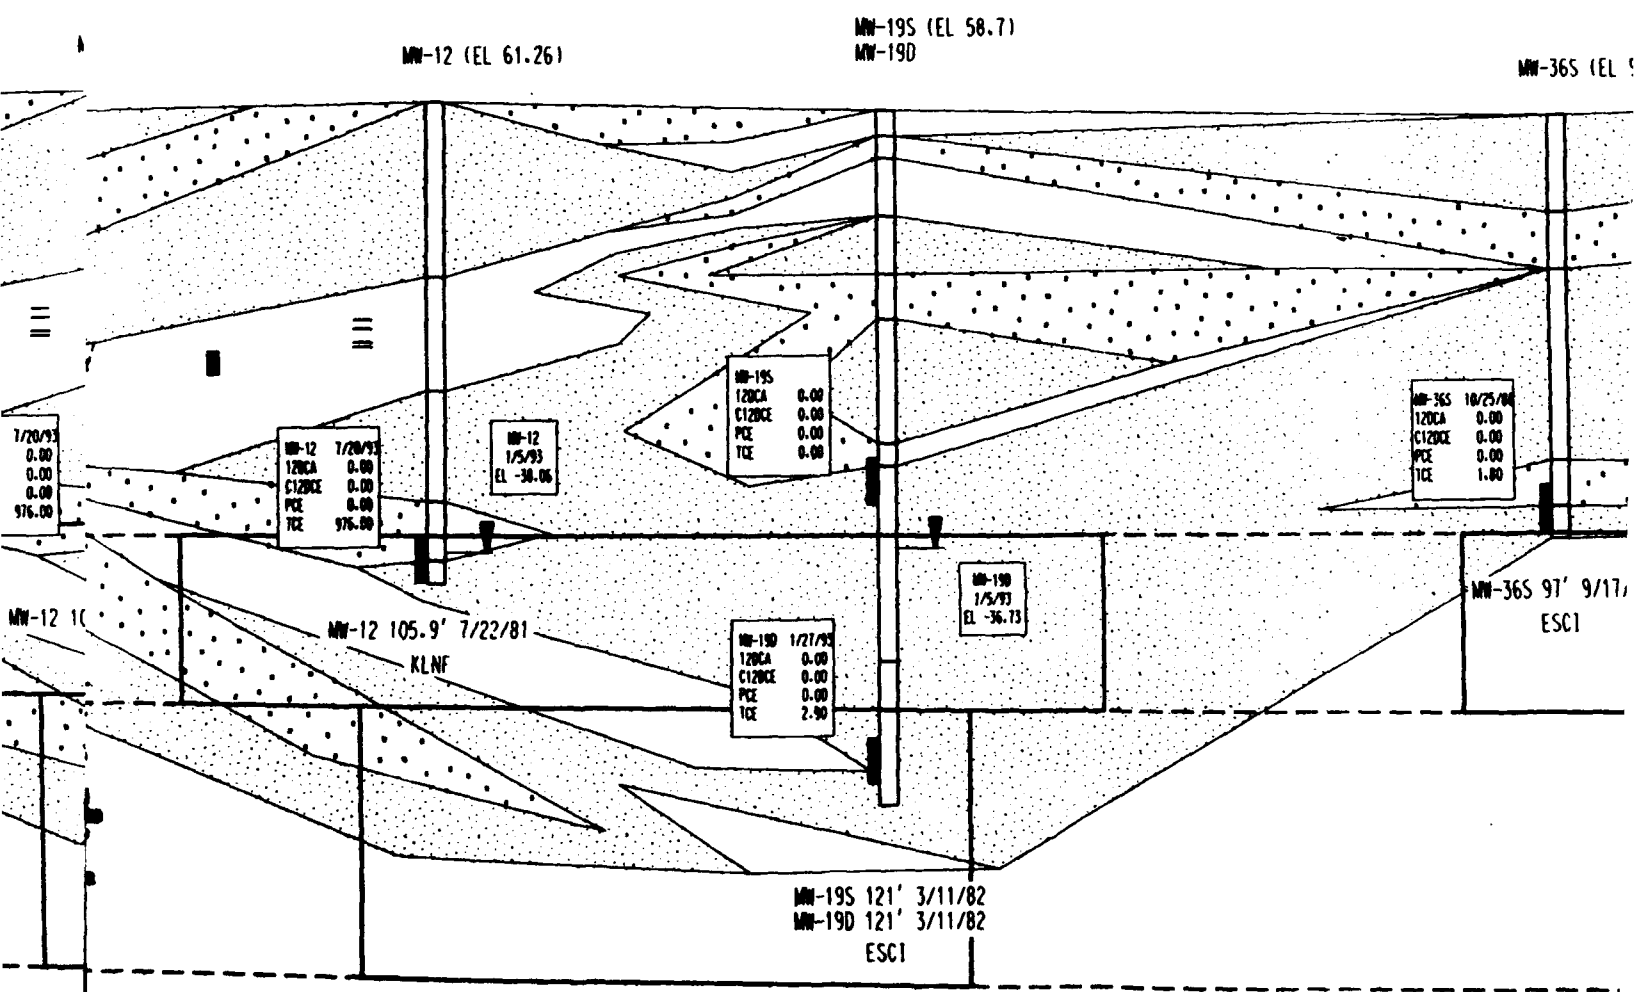 MW-19S (EL 58.7)
MW-19D
MW-12 (EL 61.26)
MW-36S (EL
7/20/93
0.00
0.00
0.00
976.00
MW-12 7/20/93
12DCA 0.00
C12DCE 0.00
PCE 0.00
TCE 976.00
MW-12
1/5/93
EL -38.06
MW-19S
12DCA 0.00
C12DCE 0.00
PCE 0.00
TCE 0.00
MW-36S 10/25/
12DCA 0.00
C12DCE 0.00
PCE 0.00
TCE 1.80
MW-19D
1/5/93
EL -36.73
MW-12 10
MW-12 105.9' 7/22/81
KLNF
MW-19D 1/27/93
12DCA 0.00
C12DCE 0.00
PCE 0.00
TCE 2.90
MW-36S 97' 9/17/
ESCI
MW-19S 121' 3/11/82
MW-19D 121' 3/11/82
ESCI